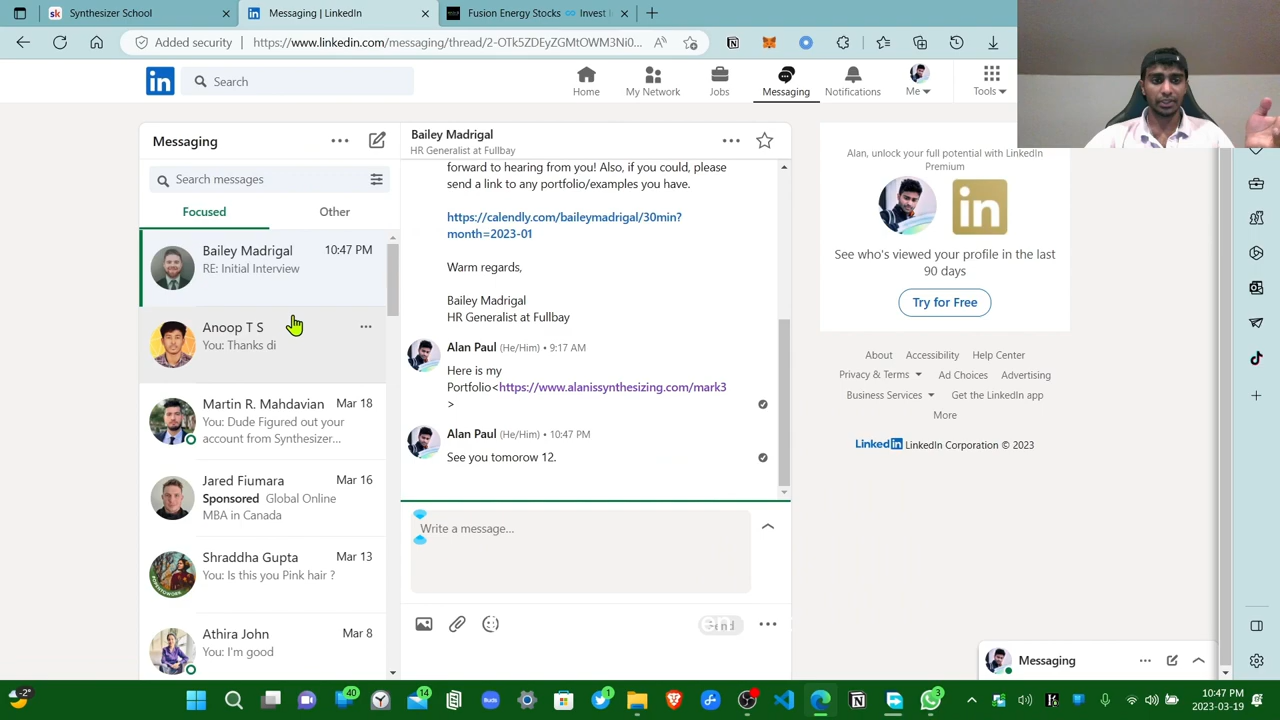 Synthesizer School
Messaging | LinkedIn
Fusion Energy Stocks ∞ Invest
Added security
https://www.linkedin.com/messaging/thread/2-OTk5ZDEyZGMtOWM3Ni0...
in
Search
Home
My Network
Jobs
Messaging
Notifications
Me
Tools
Messaging
Search messages
Focused
Other
Bailey Madrigal
10:47 PM
RE: Initial Interview
Anoop T S
You: Thanks di
Martin R. Mahdavian
Mar 18
You: Dude Figured out your
account from Synthesizer...
Jared Fiumara
Mar 16
Sponsored Global Online
MBA in Canada
Shraddha Gupta
Mar 13
You: Is this you Pink hair ?
Athira John
Mar 8
You: I'm good
Bailey Madrigal
HR Generalist at Fullbay
forward to hearing from you! Also, if you could, please
send a link to any portfolio/examples you have.
https://calendly.com/baileymadrigal/30min?
month=2023-01
Warm regards,
Bailey Madrigal
HR Generalist at Fullbay
Alan Paul (He/Him) • 9:17 AM
Here is my
Portfolio<https://www.alanissynthesizing.com/mark3
>
Alan Paul (He/Him) • 10:47 PM
See you tomorow 12.
Write a message...
Send
Alan, unlock your full potential with LinkedIn
Premium
in
See who's viewed your profile in the last
90 days
Try for Free
About
Accessibility
Help Center
Privacy & Terms
Ad Choices
Advertising
Business Services
Get the LinkedIn app
More
LinkedIn LinkedIn Corporation © 2023
Messaging
-2°
40
14
1
3
10:47 PM
2023-03-19